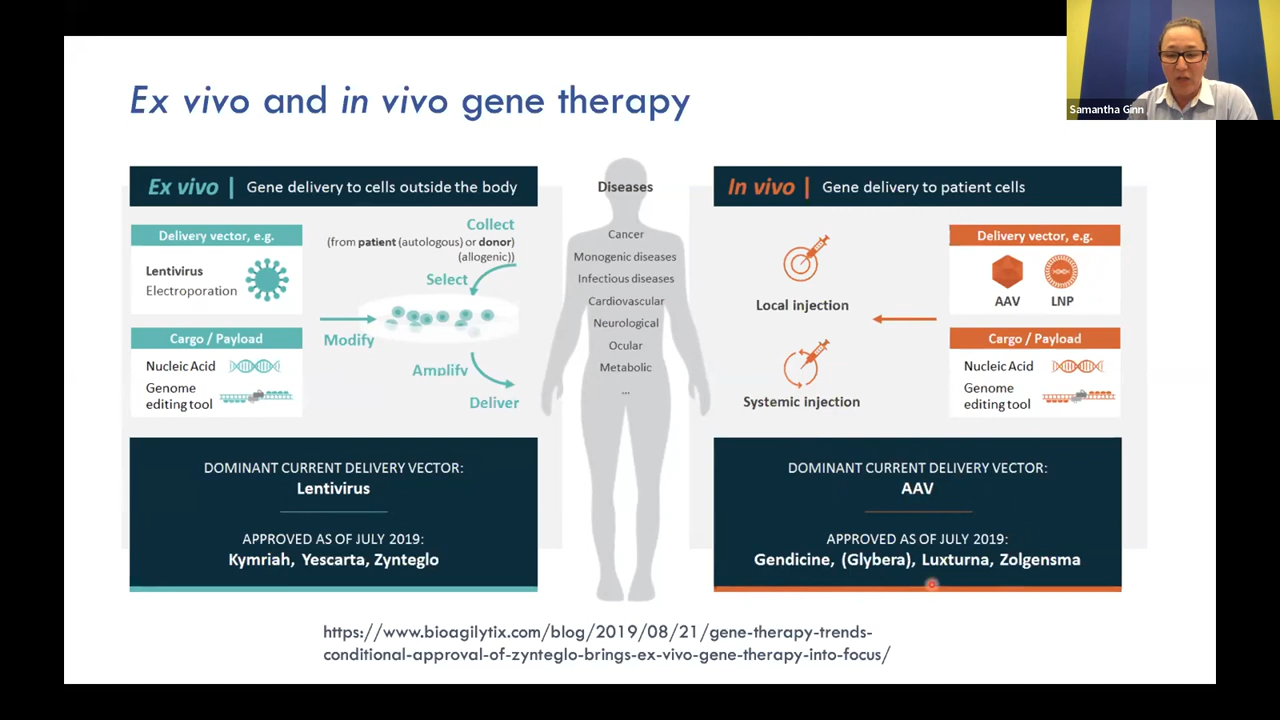 Samantha Ginn
Ex vivo and in vivo gene therapy
Ex vivo | Gene delivery to cells outside the body
Delivery vector, e.g.
Lentivirus
Electroporation
Cargo / Payload
Nucleic Acid
Genome
editing tool
Collect
(from patient (autologous) or donor
(allogenic))
Select
Modify
Amplify
Deliver
DOMINANT CURRENT DELIVERY VECTOR:
Lentivirus
APPROVED AS OF JULY 2019:
Kymriah, Yescarta, Zynteglo
Diseases
Cancer
Monogenic diseases
Infectious diseases
Cardiovascular
Neurological
Ocular
Metabolic
...
In vivo | Gene delivery to patient cells
Local injection
Systemic injection
Delivery vector, e.g.
AAV LNP
Cargo / Payload
Nucleic Acid
Genome
editing tool
DOMINANT CURRENT DELIVERY VECTOR:
AAV
APPROVED AS OF JULY 2019:
Gendicine, (Glybera), Luxturna, Zolgensma
https://www.bioagilytix.com/blog/2019/08/21/gene-therapy-trends-
conditional-approval-of-zynteglo-brings-ex-vivo-gene-therapy-into-focus/